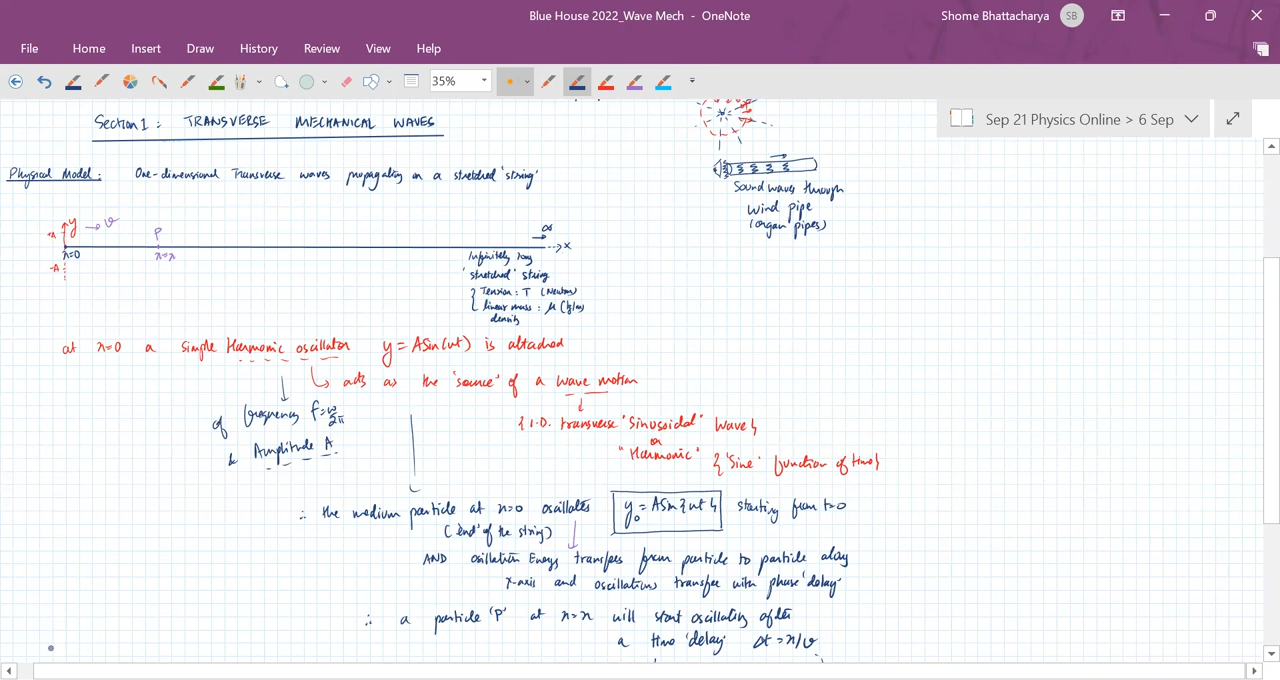 Blue House 2022_Wave Mech - OneNote
Shome Bhattacharya
SB
File Home Insert Draw History Review View Help
35%
Sep 21 Physics Online > 6 Sep
Section 1: TRANSVERSE MECHANICAL WAVES
Physical Model: One-dimensional Transverse waves propagating in a stretched 'string'
Sound waves through
Wind pipe
(organ pipes)
+A y → v
P
∞
x=0 x=x → x
-A
Infinitely long
'stretched' string
{ Tension: T (Newton)
linear mass: μ (kg/m)
density
at x=0 a simple Harmonic oscillator y = ASin(ωt) is attached
acts as the 'source' of a wave motion
of frequency f = ω/2π
& Amplitude A
{1.D. transverse "Sinusoidal" Wave}
or
"Harmonic" {'Sine' function of time}
∴ the medium particle at x=0 oscillates y₀ = ASin{ωt} starting from t=0
('end' of the string)
AND oscillation Energy transfers from particle to particle along
x-axis and oscillations transfer with phase 'delay'
∴ a particle 'P' at x=x will start oscillating after
a time 'delay' Δt = x/v